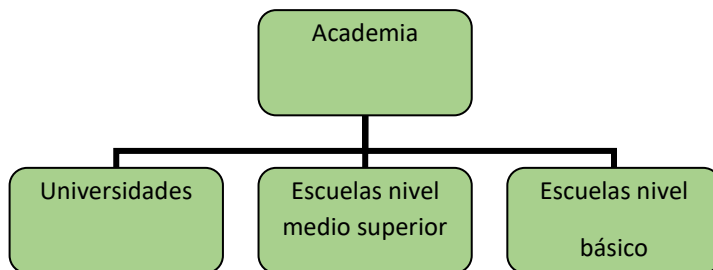 Academia
Universidades
Escuelas nivel
medio superior
Escuelas nivel
básico